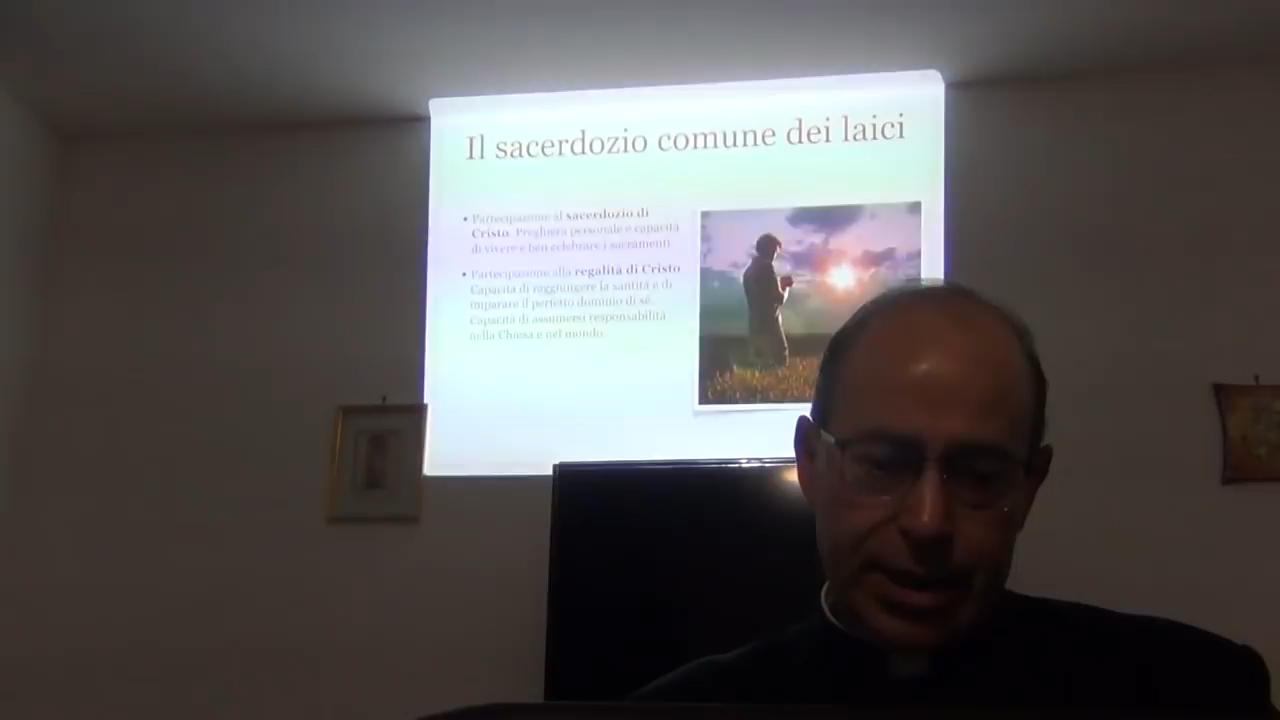 Il sacerdozio comune dei laici
• Partecipazione al sacerdozio di
Cristo. Preghiera personale e capacità
di vivere e ben celebrare i sacramenti.
• Partecipazione alla regalità di Cristo
Capacità di raggiungere la santità e di
imparare il perfetto dominio di sé.
Capacità di assumersi responsabilità
nella Chiesa e nel mondo.